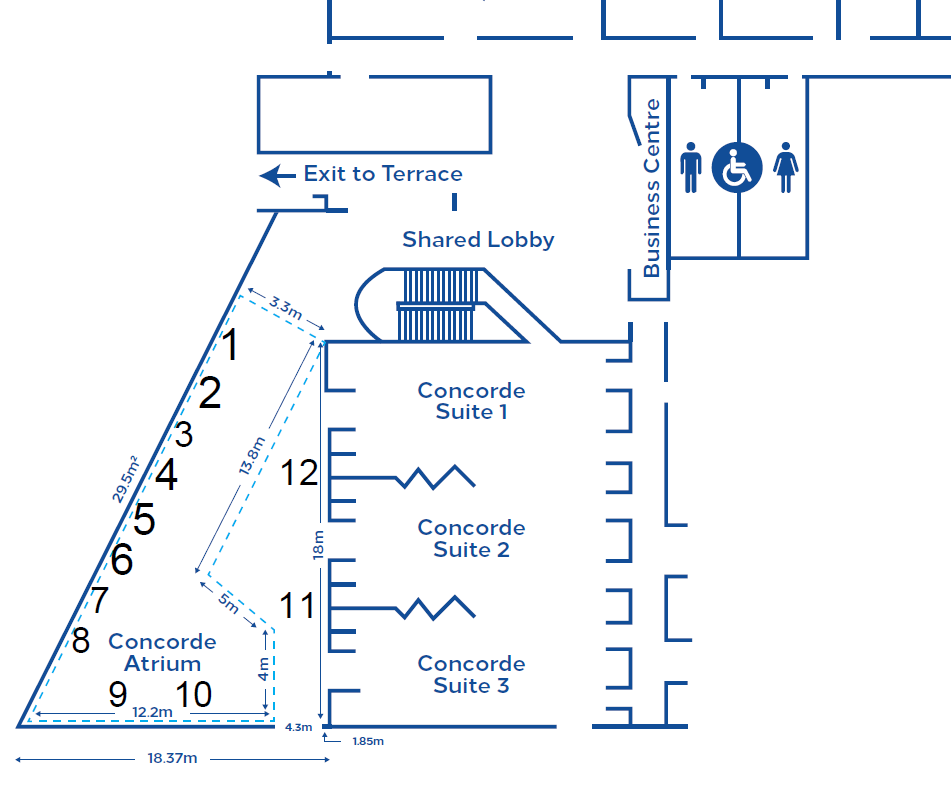 Exit to Terrace
Business Centre
Shared Lobby
3.3m
1
2
3
4
5
6
7
8
29.5m²
13.8m
Concorde
Suite 1
12
Concorde
Suite 2
18m
11
5m
4m
Concorde
Atrium
Concorde
Suite 3
9
10
12.2m
4.3m
1.85m
18.37m